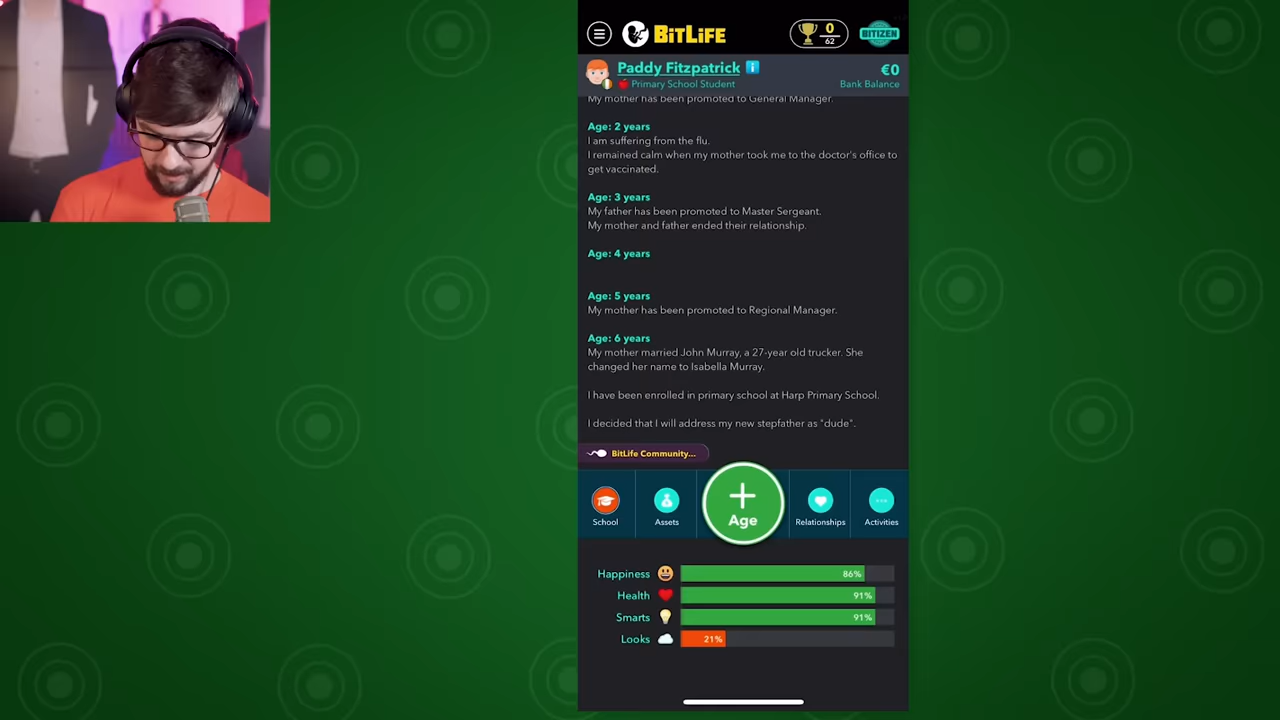 BITLIFE
0
62
BITIZEN
Paddy Fitzpatrick
€0
Primary School Student
Bank Balance
My mother has been promoted to General Manager.
Age: 2 years
I am suffering from the flu.
I remained calm when my mother took me to the doctor's office to
get vaccinated.
Age: 3 years
My father has been promoted to Master Sergeant.
My mother and father ended their relationship.
Age: 4 years
Age: 5 years
My mother has been promoted to Regional Manager.
Age: 6 years
My mother married John Murray, a 27-year old trucker. She
changed her name to Isabella Murray.
I have been enrolled in primary school at Harp Primary School.
I decided that I will address my new stepfather as "dude".
BitLife Community...
School
Assets
Age
Relationships
Activities
Happiness 86%
Health 91%
Smarts 91%
Looks 21%